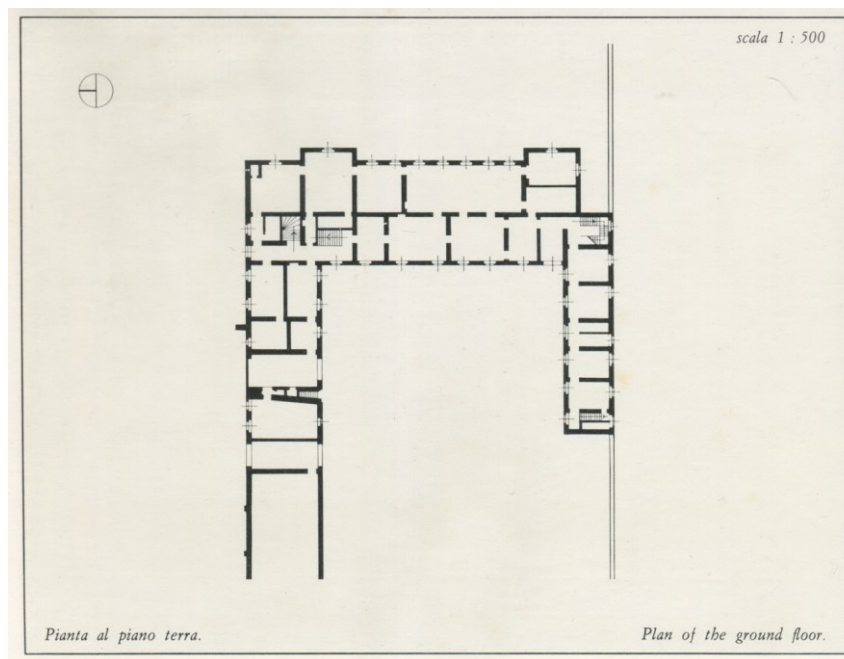 scala 1 : 500
Pianta al piano terra.
Plan of the ground floor.